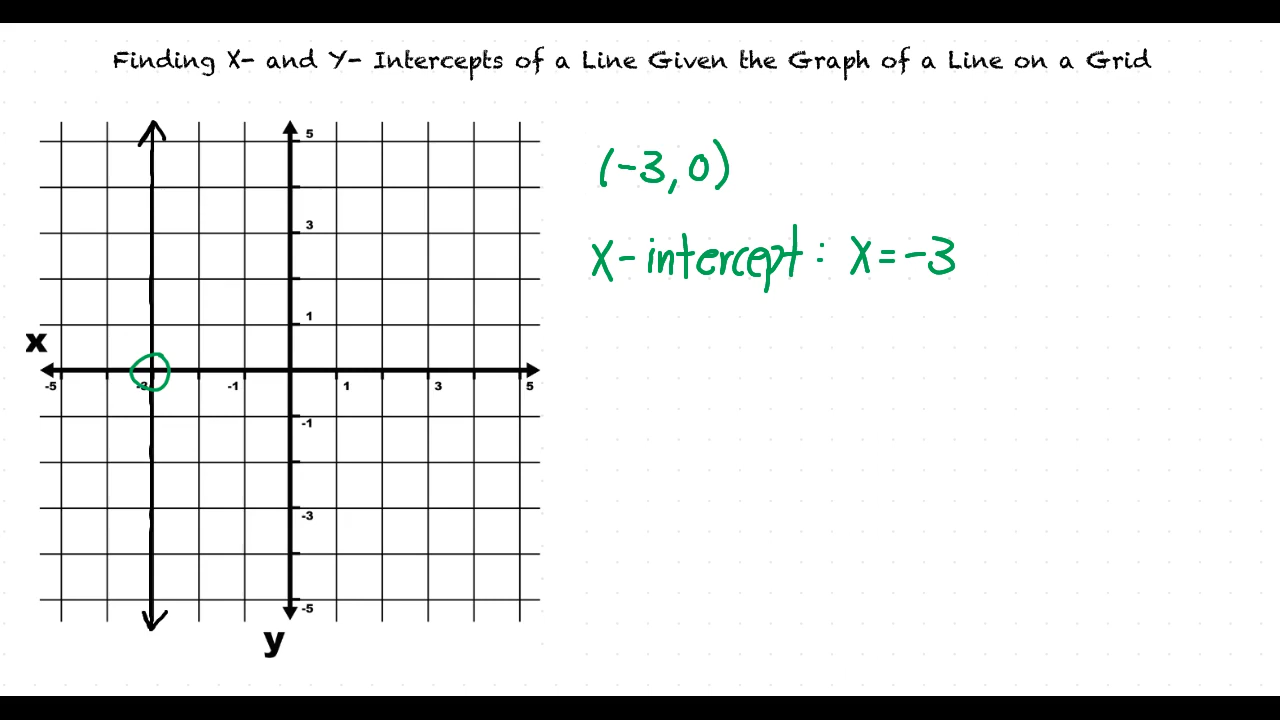 Finding X- and Y- Intercepts of a Line Given the Graph of a Line on a Grid
5
(-3, 0)
3
x-intercept: x = -3
1
x
-5 -3 -1 1 3 5
-1
-3
-5
y